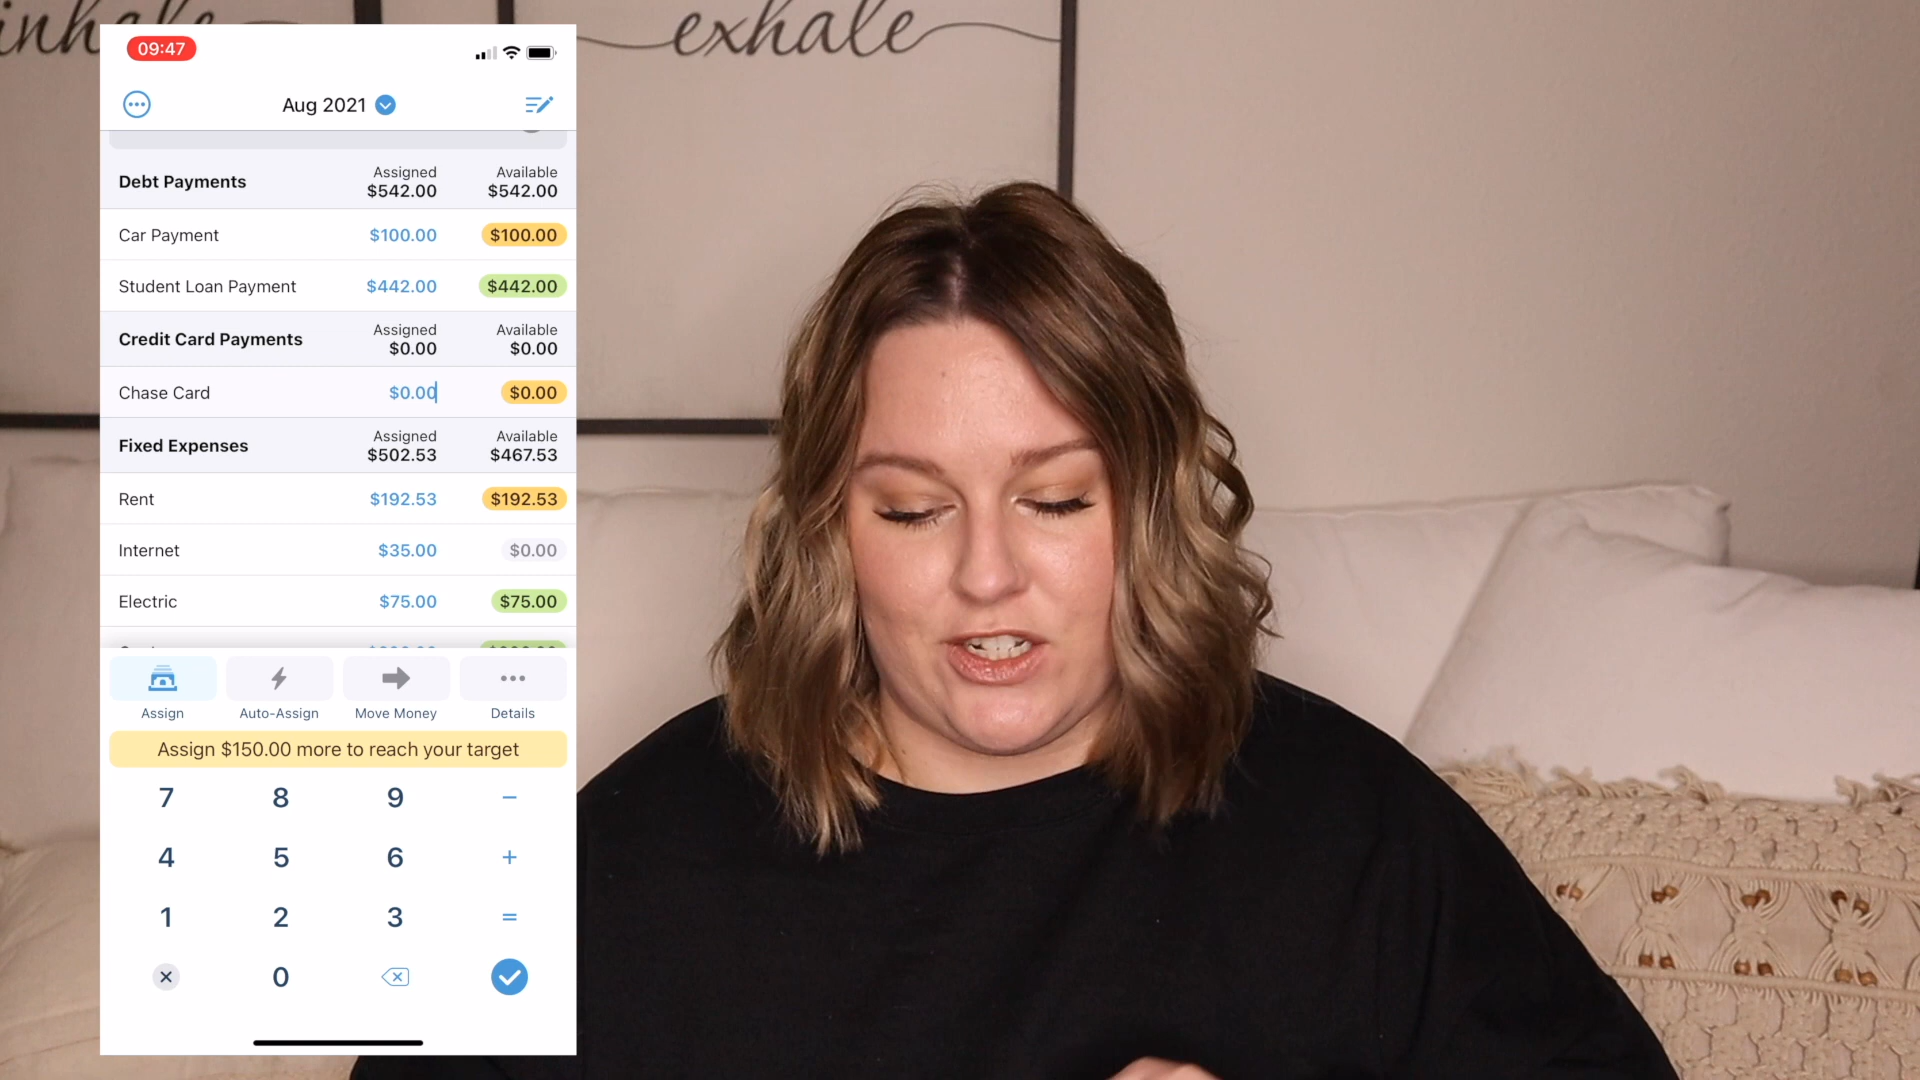 inh
exhale
09:47
Aug 2021
Assigned Available
Debt Payments $542.00 $542.00
Car Payment $100.00 $100.00
Student Loan Payment $442.00 $442.00
Assigned Available
Credit Card Payments $0.00 $0.00
Chase Card $0.00 $0.00
Assigned Available
Fixed Expenses $502.53 $467.53
Rent $192.53 $192.53
Internet $35.00 $0.00
Electric $75.00 $75.00
Assign Auto-Assign Move Money Details
Assign $150.00 more to reach your target
7 8 9 −
4 5 6 +
1 2 3 =
0